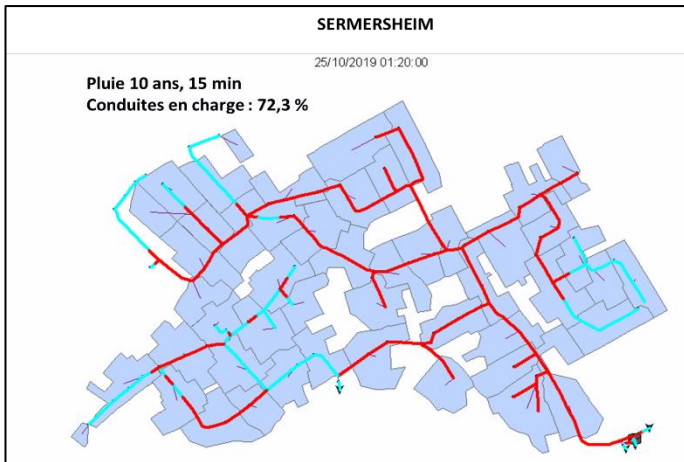 SERMERSHEIM
25/10/2019 01:20:00
Pluie 10 ans, 15 min
Conduites en charge : 72,3 %